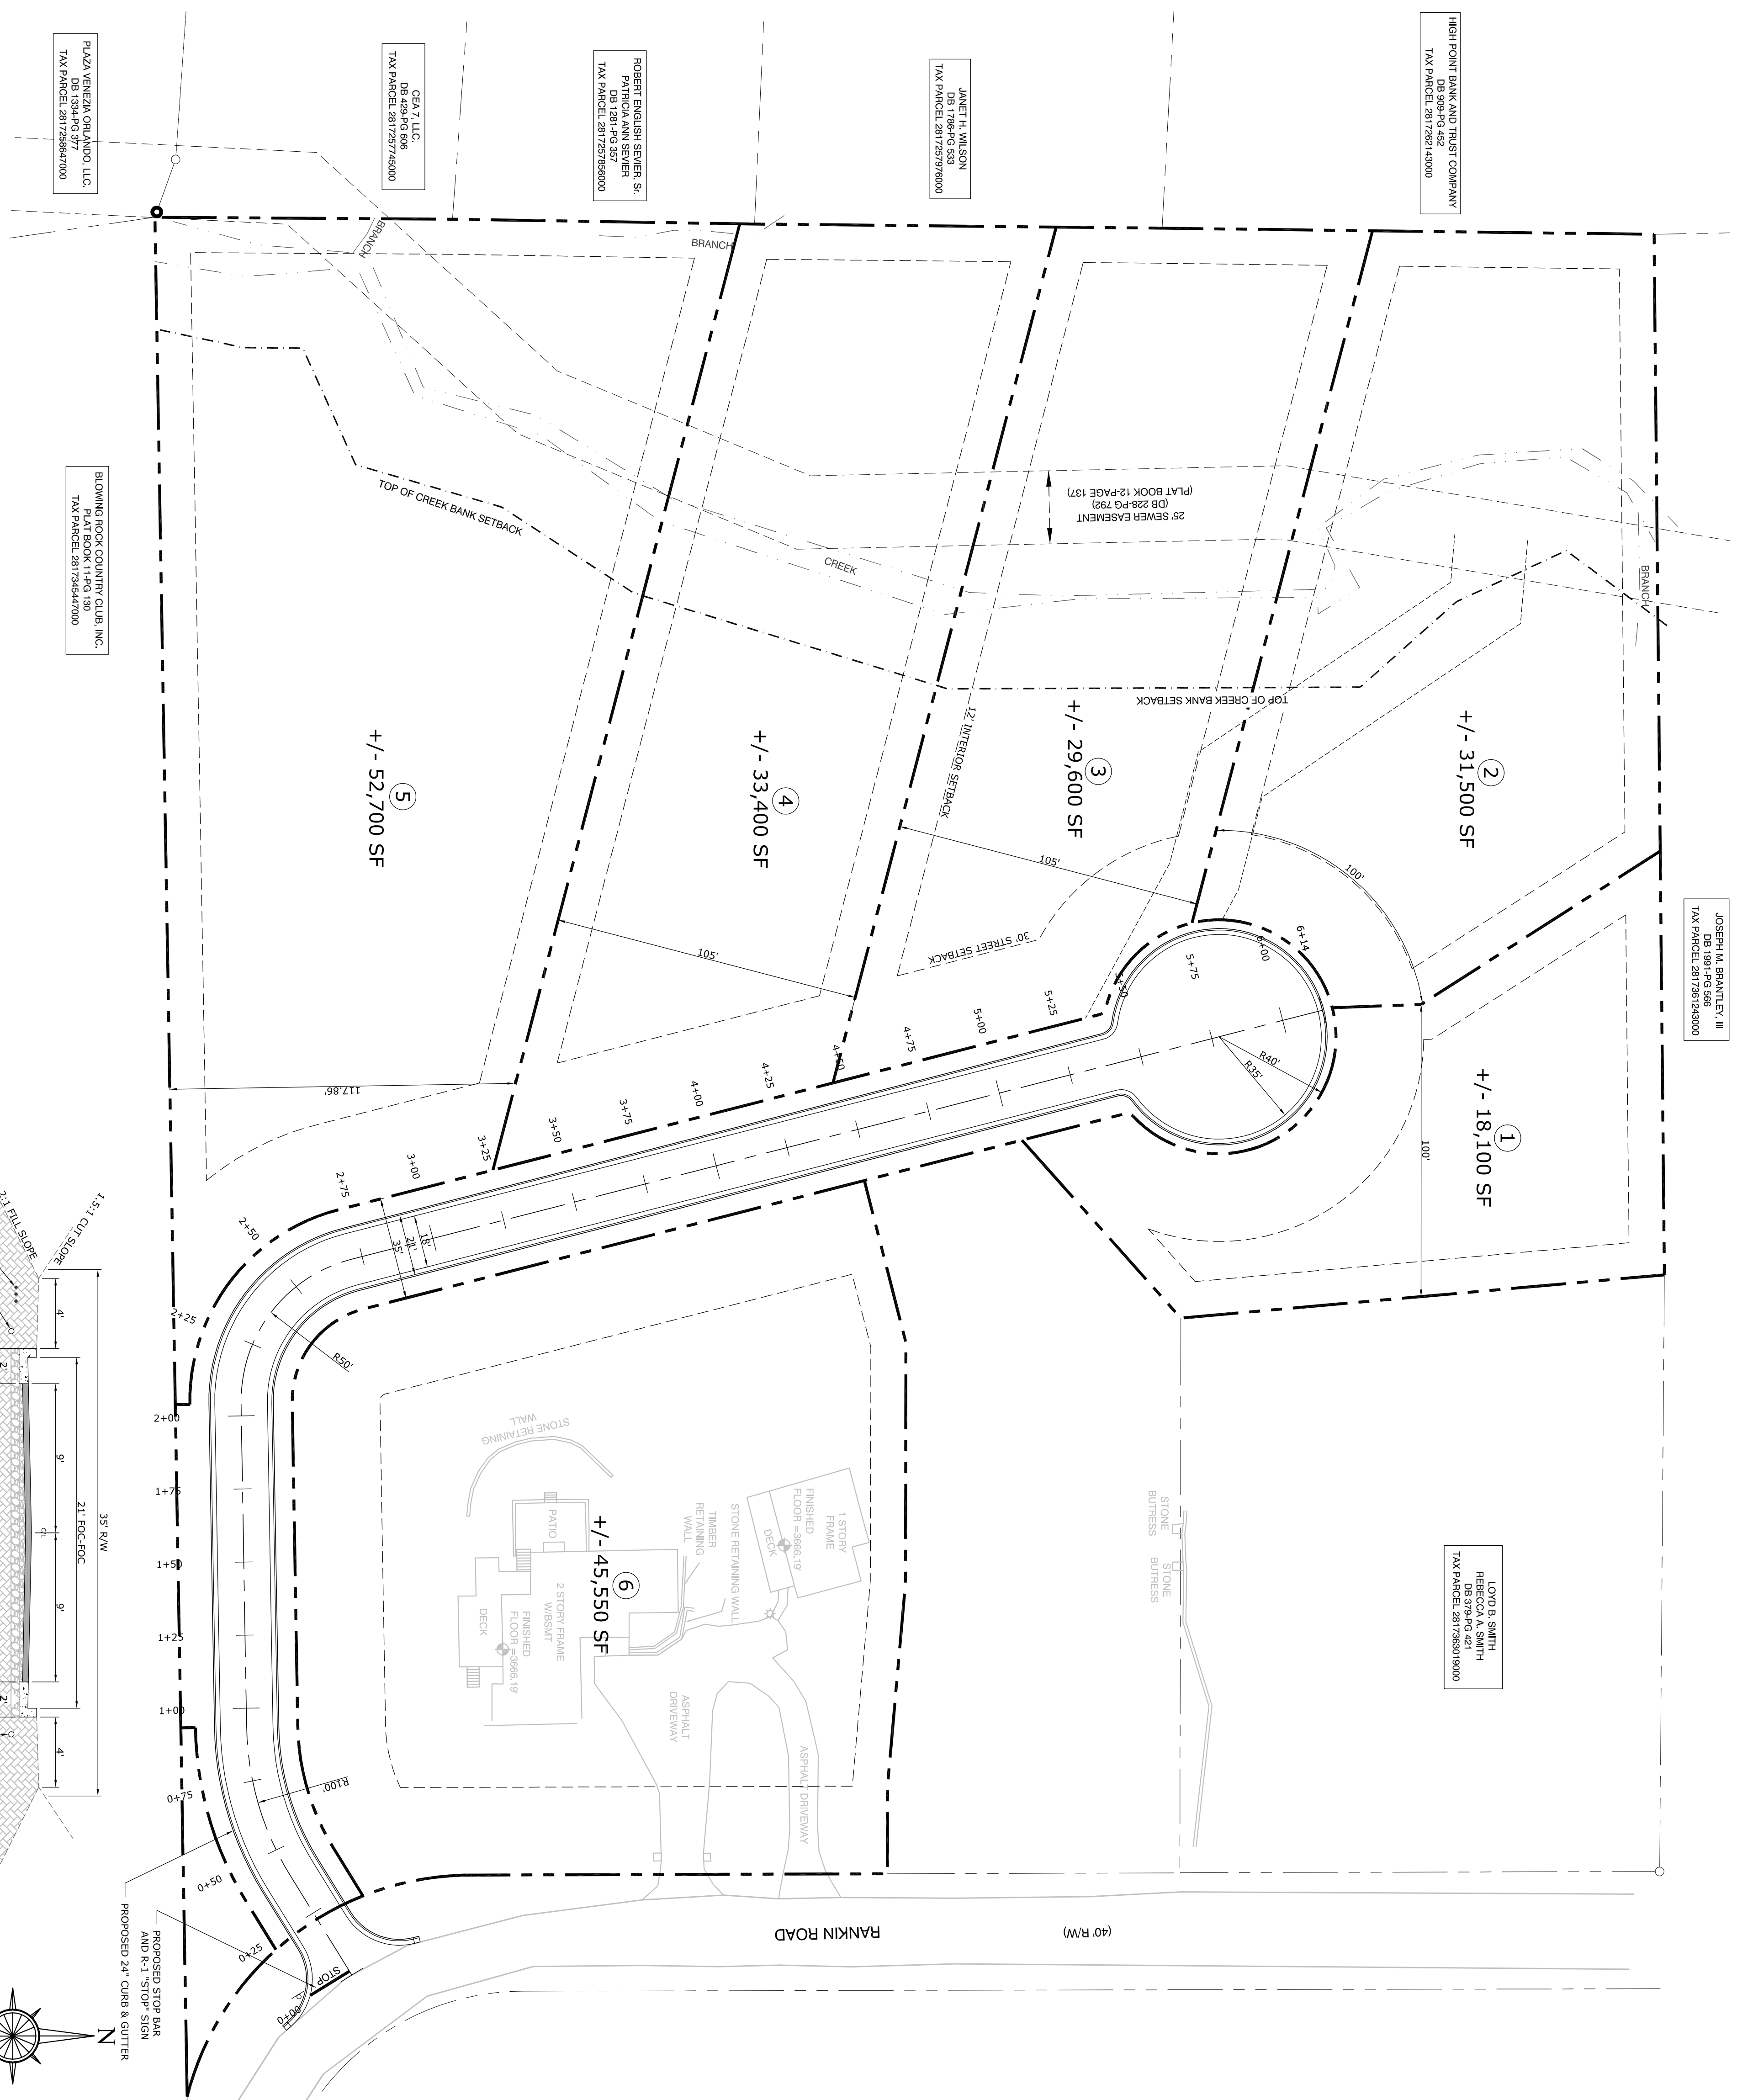 HIGH POINT BANK AND TRUST COMPANY
DB 909-PG 452
TAX PARCEL 2817262143000
JANET H. WILSON
DB 1786-PG 533
TAX PARCEL 2817257976000
ROBERT ENGLISH SEVIER, Sr.
PATRICIA ANN SEVIER
DB 1281-PG 357
TAX PARCEL 2817257856000
CEA 7, LLC.
DB 429-PG 606
TAX PARCEL 2817257745000
PLAZA VENEZIA ORLANDO, LLC.
DB 1334-PG 377
TAX PARCEL 2817258647000
BLOWING ROCK COUNTRY CLUB, INC.
PLAT BOOK 11-PG 130
TAX PARCEL 2817345447000
JOSEPH M. BRANTLEY, III
DB 1991-PG 566
TAX PARCEL 2817361243000
LOYD B. SMITH
REBECCA A. SMITH
DB 379-PG 421
TAX PARCEL 2817363019000
BRANCH
BRANCH
BRANCH
CREEK
25' SEWER EASEMENT
(DB 228-PG 792)
(PLAT BOOK 12-PAGE 137)
TOP OF CREEK BANK SETBACK
TOP OF CREEK BANK SETBACK
12' INTERIOR SETBACK
30' STREET SETBACK
1
+/- 18,100 SF
2
+/- 31,500 SF
3
+/- 29,600 SF
4
+/- 33,400 SF
5
+/- 52,700 SF
6
+/- 45,550 SF
105'
105'
100'
100'
117.86'
R40'
R35'
R50'
R100'
35'
21'
18'
6+14
6+00
5+75
5+50
5+25
5+00
4+75
4+50
4+25
4+00
3+75
3+50
3+25
3+00
2+75
2+50
2+25
2+00
1+75
1+50
1+25
1+00
0+75
0+50
0+25
0+00
STOP
STONE RETAINING
WALL
PATIO
DECK
2 STORY FRAME
W/BSMT
FINISHED
FLOOR =3666.19'
TIMBER
RETAINING
WALL
STONE RETAINING WALL
1 STORY
FRAME
FINISHED
FLOOR =3666.19'
DECK
ASPHALT
DRIVEWAY
ASPHALT DRIVEWAY
STONE
BUTRESS
STONE
BUTRESS
RANKIN ROAD
(40' R/W)
PROPOSED STOP BAR
AND R-1 "STOP" SIGN
PROPOSED 24" CURB & GUTTER
N
35' R/W
21' FOC-FOC
4'
9'
9'
4'
2'
2'
C/L
1.5:1 CUT SLOPE
2:1 FILL SLOPE